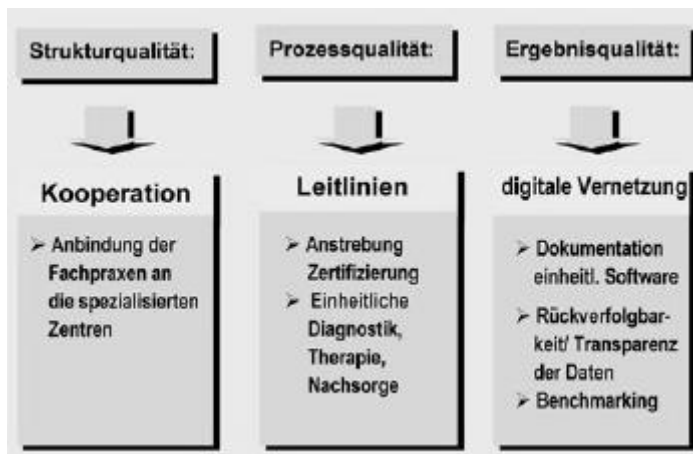 Strukturqualität:
Kooperation
➢ Anbindung der
Fachpraxen an
die spezialisierten
Zentren
Prozessqualität:
Leitlinien
➢ Anstrebung
Zertifizierung
➢ Einheitliche
Diagnostik,
Therapie,
Nachsorge
Ergebnisqualität:
digitale Vernetzung
➢ Dokumentation
einheitl. Software
➢ Rückverfolgbar-
keit/ Transparenz
der Daten
➢ Benchmarking